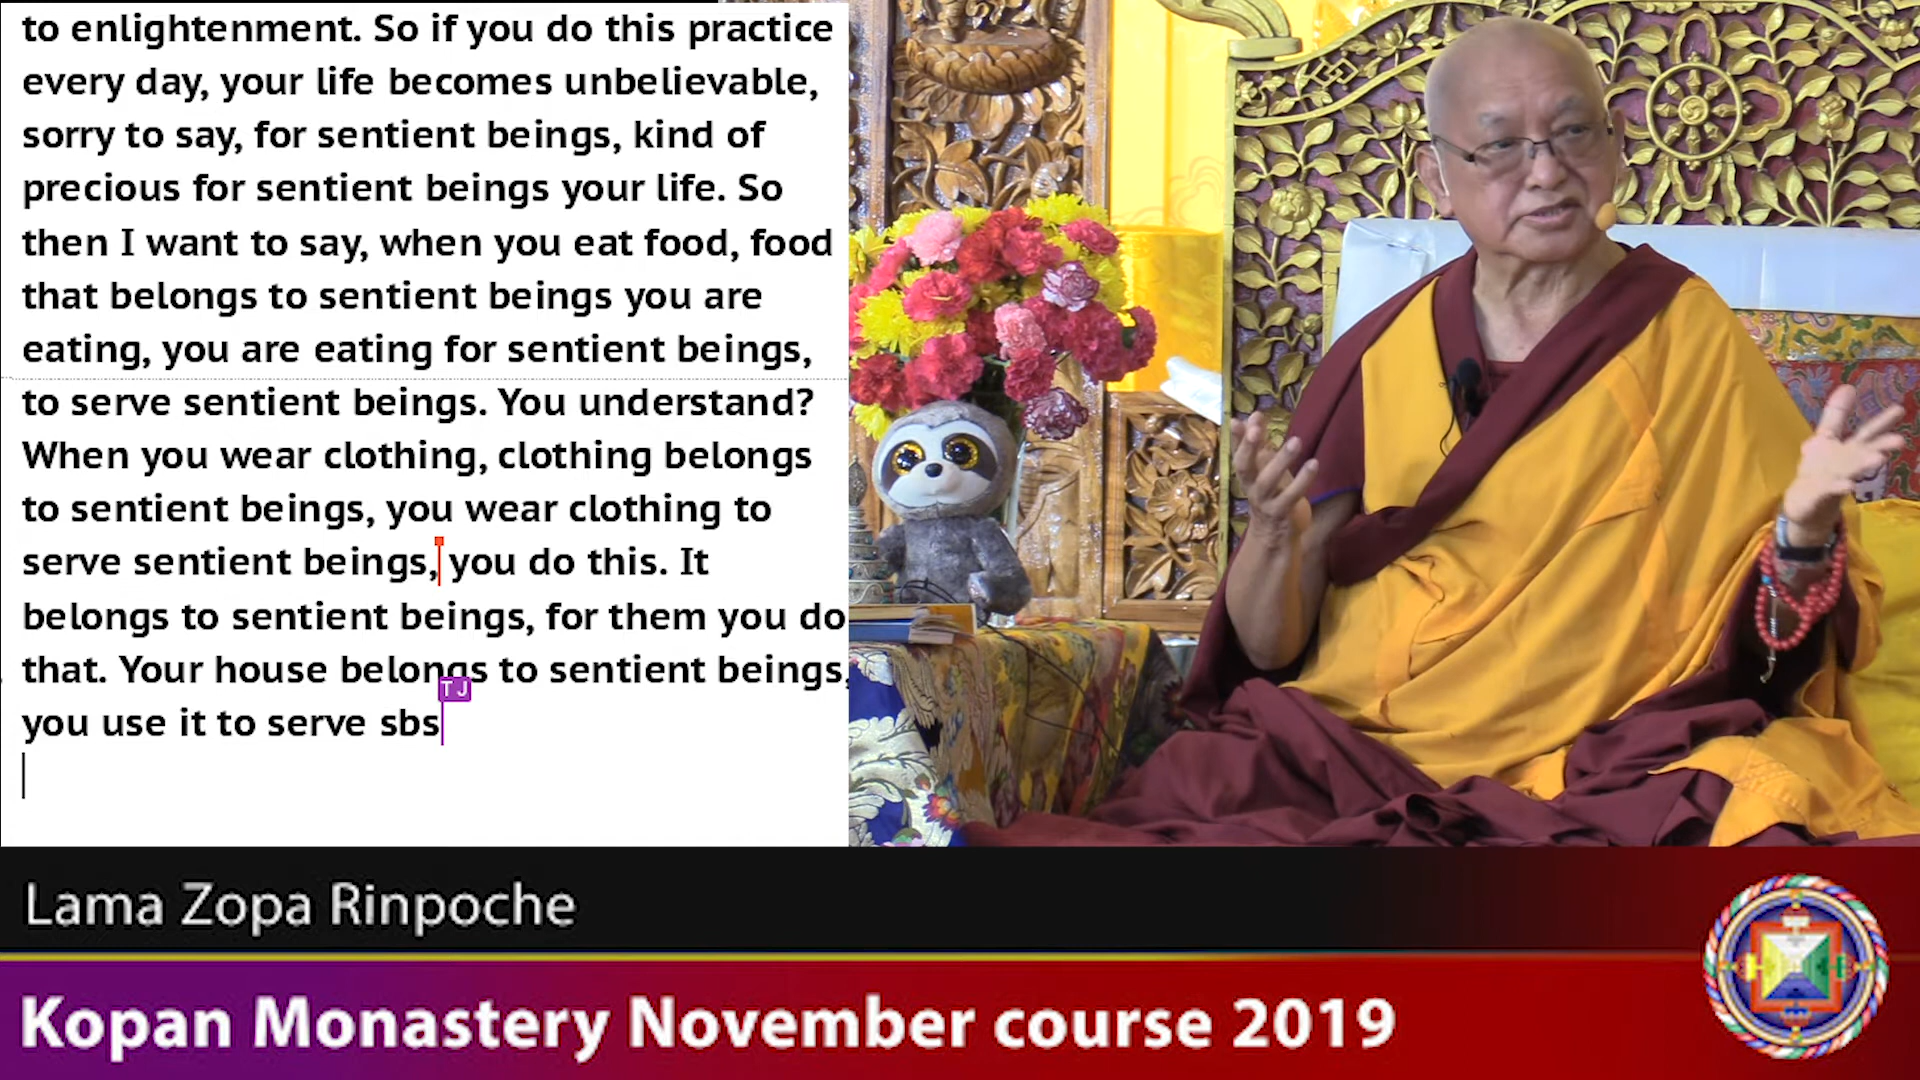 to enlightenment. So if you do this practice
every day, your life becomes unbelievable,
sorry to say, for sentient beings, kind of
precious for sentient beings your life. So
then I want to say, when you eat food, food
that belongs to sentient beings you are
eating, you are eating for sentient beings,
to serve sentient beings. You understand?
When you wear clothing, clothing belongs
to sentient beings, you wear clothing to
serve sentient beings, you do this. It
belongs to sentient beings, for them you do
that. Your house belongs to sentient beings,
TJ
you use it to serve sbs
Lama Zopa Rinpoche
Kopan Monastery November course 2019